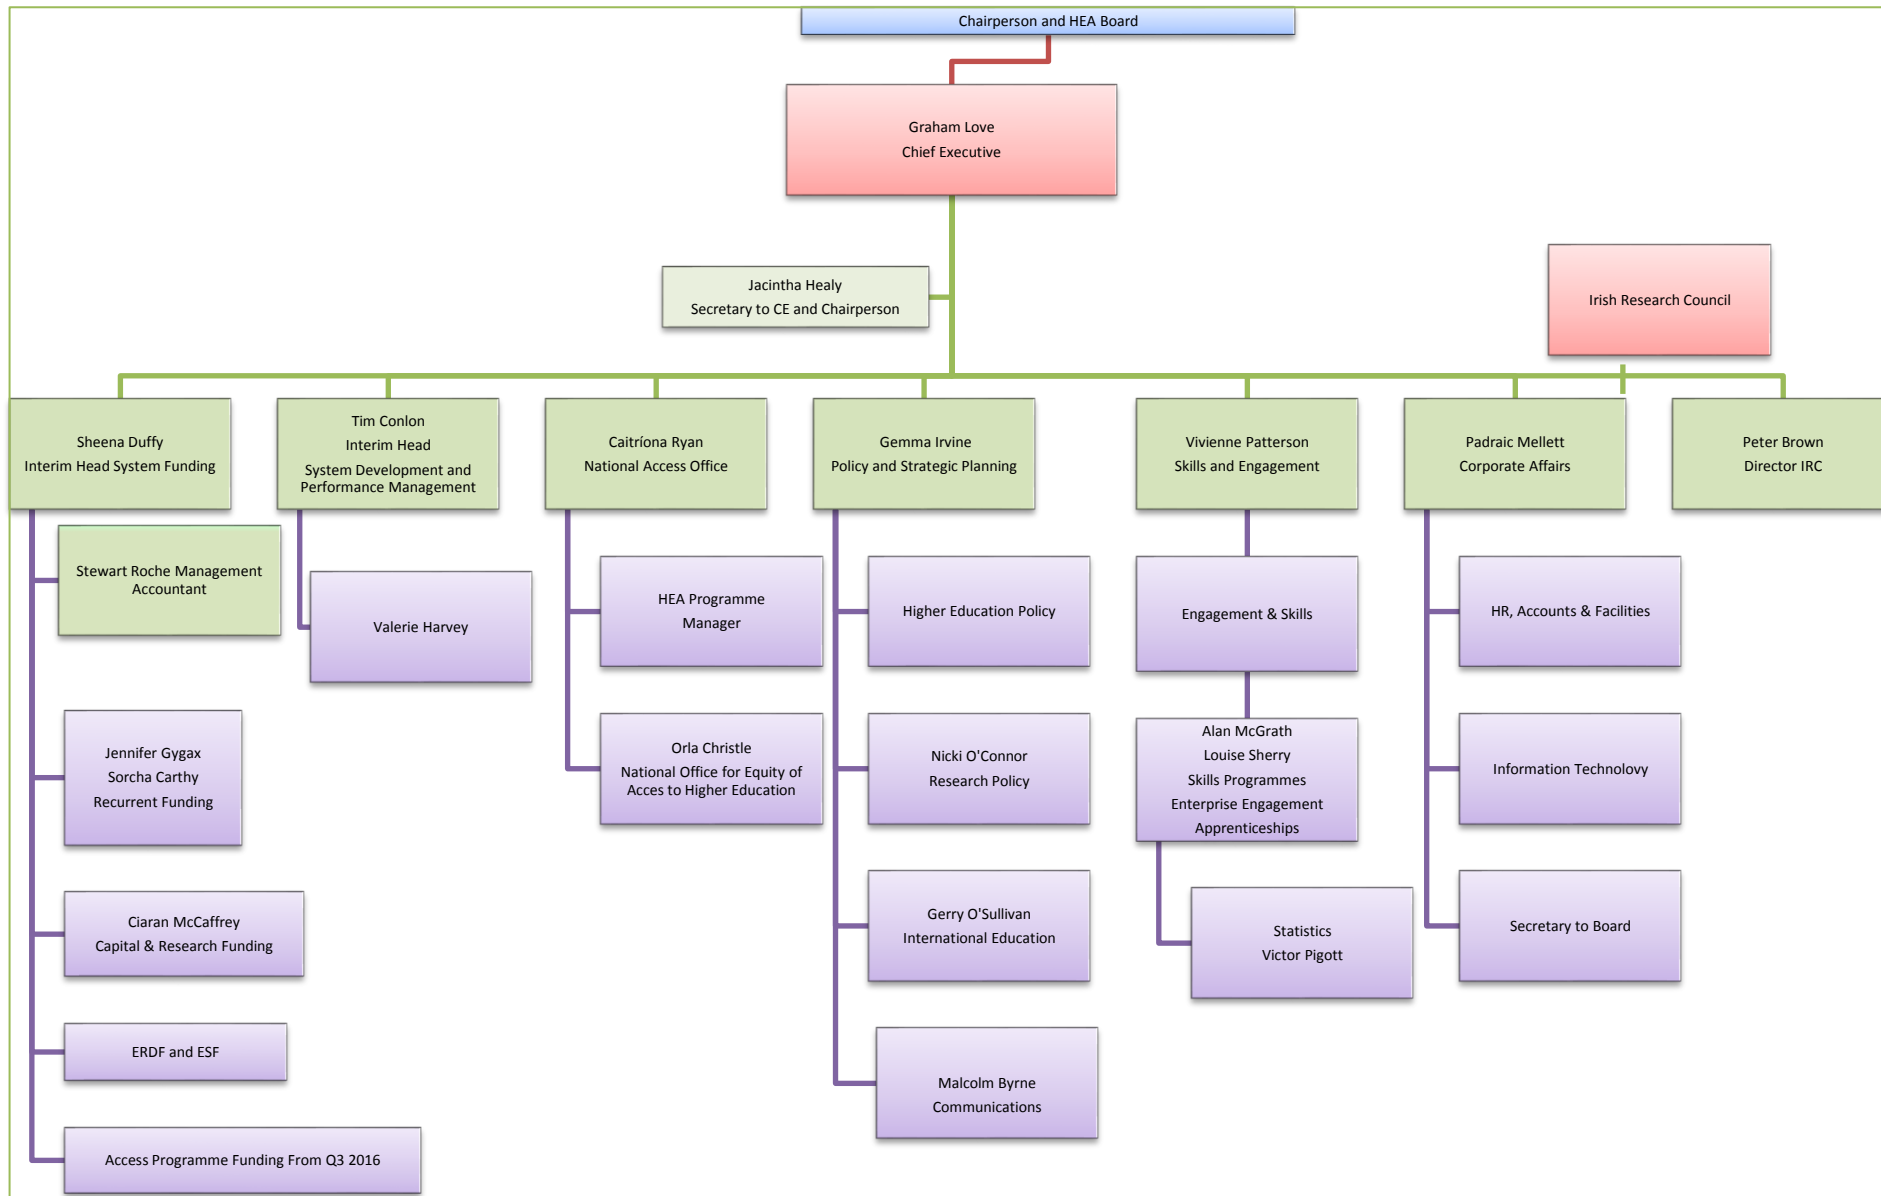 Chairperson and HEA Board
Graham Love
Chief Executive
Jacintha Healy
Secretary to CE and Chairperson
Irish Research Council
Sheena Duffy
Interim Head System Funding
Tim Conlon
Interim Head
System Development and
Performance Management
Caitríona Ryan
National Access Office
Gemma Irvine
Policy and Strategic Planning
Vivienne Patterson
Skills and Engagement
Padraic Mellett
Corporate Affairs
Peter Brown
Director IRC
Stewart Roche Management
Accountant
Jennifer Gygax
Sorcha Carthy
Recurrent Funding
Ciaran McCaffrey
Capital & Research Funding
ERDF and ESF
Access Programme Funding From Q3 2016
Valerie Harvey
HEA Programme
Manager
Orla Christle
National Office for Equity of
Acces to Higher Education
Higher Education Policy
Nicki O'Connor
Research Policy
Gerry O'Sullivan
International Education
Malcolm Byrne
Communications
Engagement & Skills
Alan McGrath
Louise Sherry
Skills Programmes
Enterprise Engagement
Apprenticeships
Statistics
Victor Pigott
HR, Accounts & Facilities
Information Technolovy
Secretary to Board